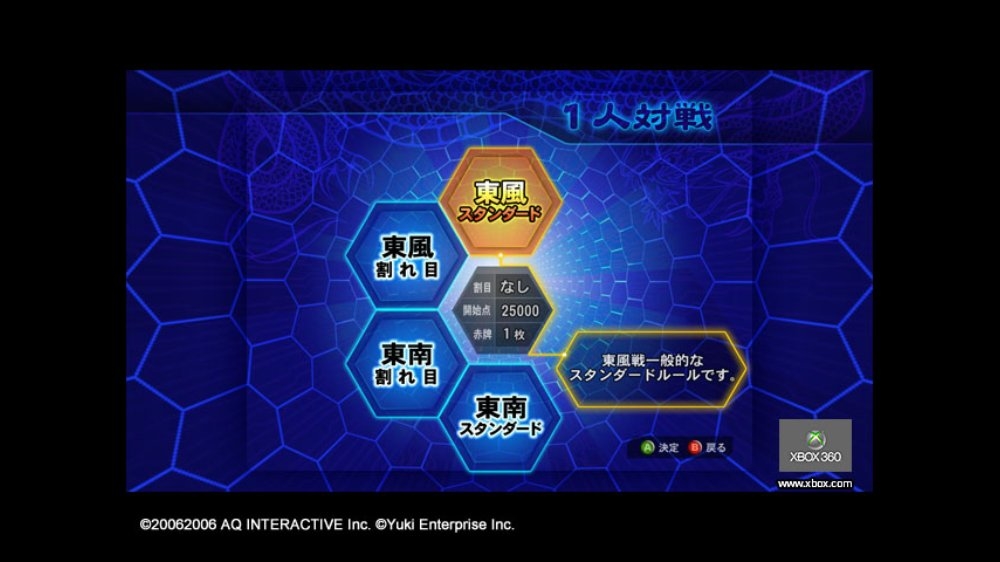 1人対戦
東風
スタンダード
東風
割れ目
割目 なし
開始点 25000
赤牌 1枚
東南
割れ目
東風戦一般的な
スタンダードルールです。
東南
スタンダード
A 決定 B 戻る
XBOX 360
www.xbox.com
©20062006 AQ INTERACTIVE Inc. ©Yuki Enterprise Inc.